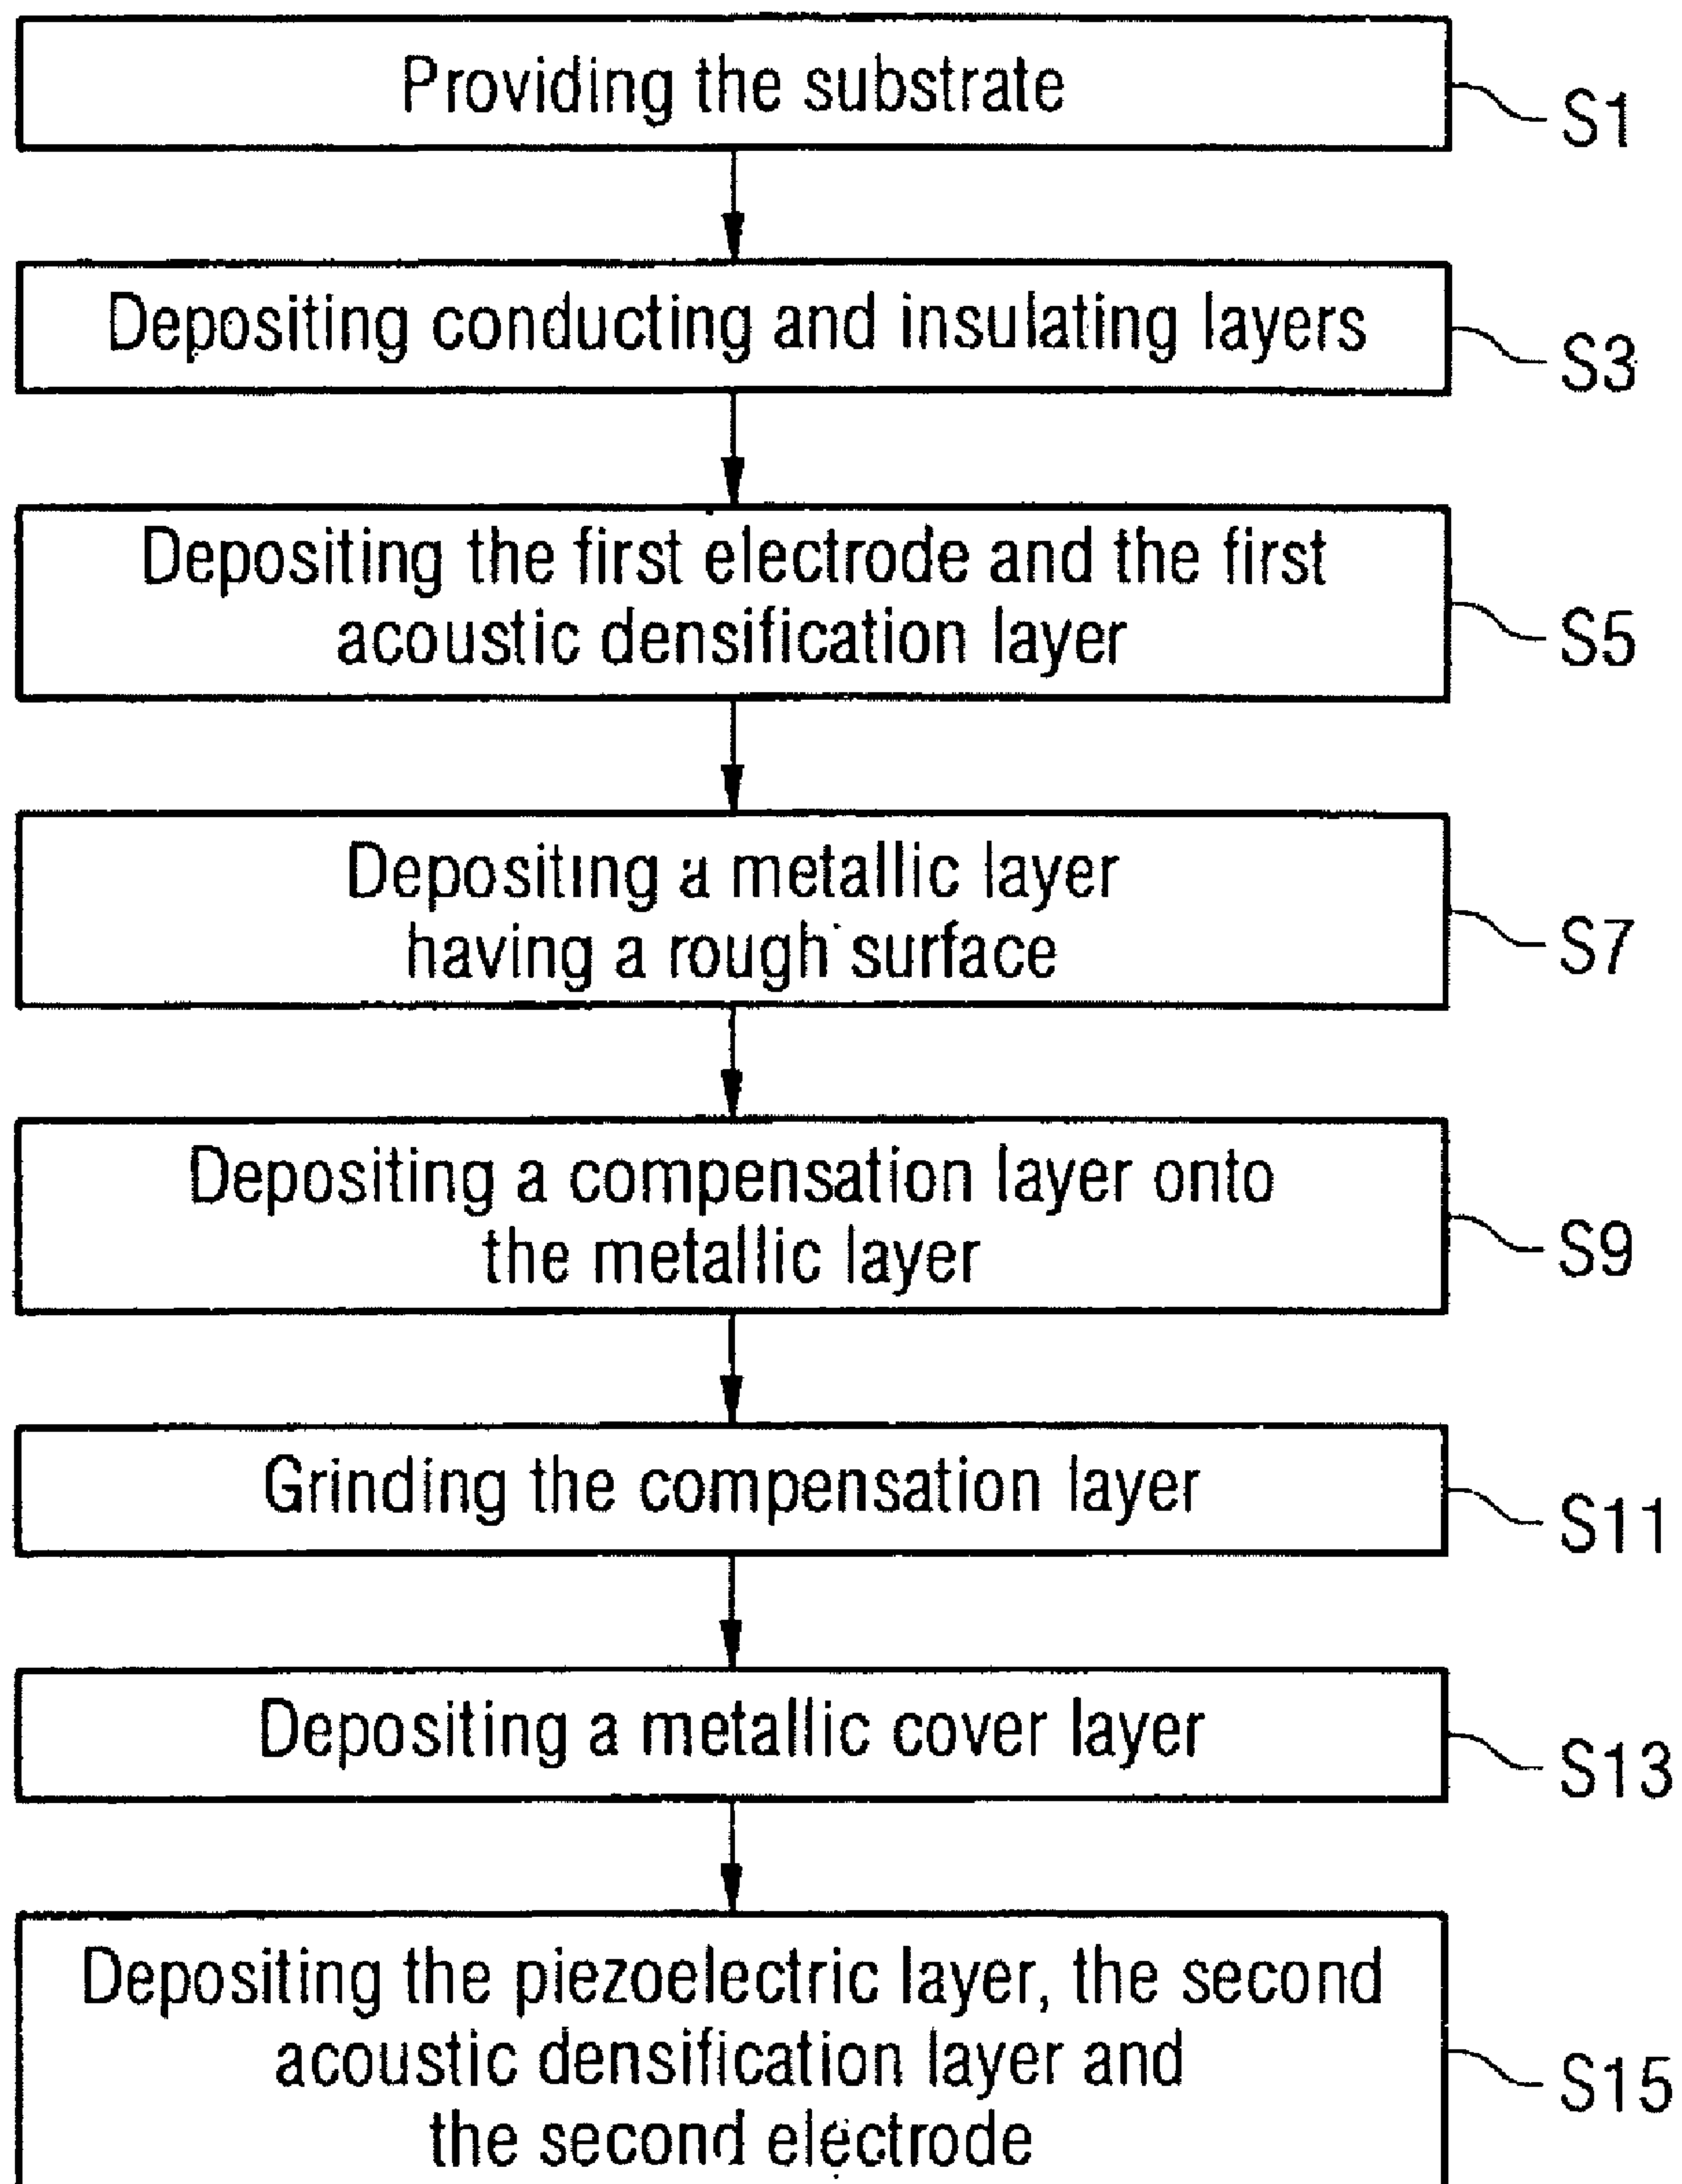 Providing the substrate
S1
Depositing conducting and insulating layers
S3
Depositing the first electrode and the first
acoustic densification layer
S5
Depositing a metallic layer
having a rough surface
S7
Depositing a compensation layer onto
the metallic layer
S9
Grinding the compensation layer
S11
Depositing a metallic cover layer
S13
Depositing the piezoelectric layer, the second
acoustic densification layer and
the second electrode
S15